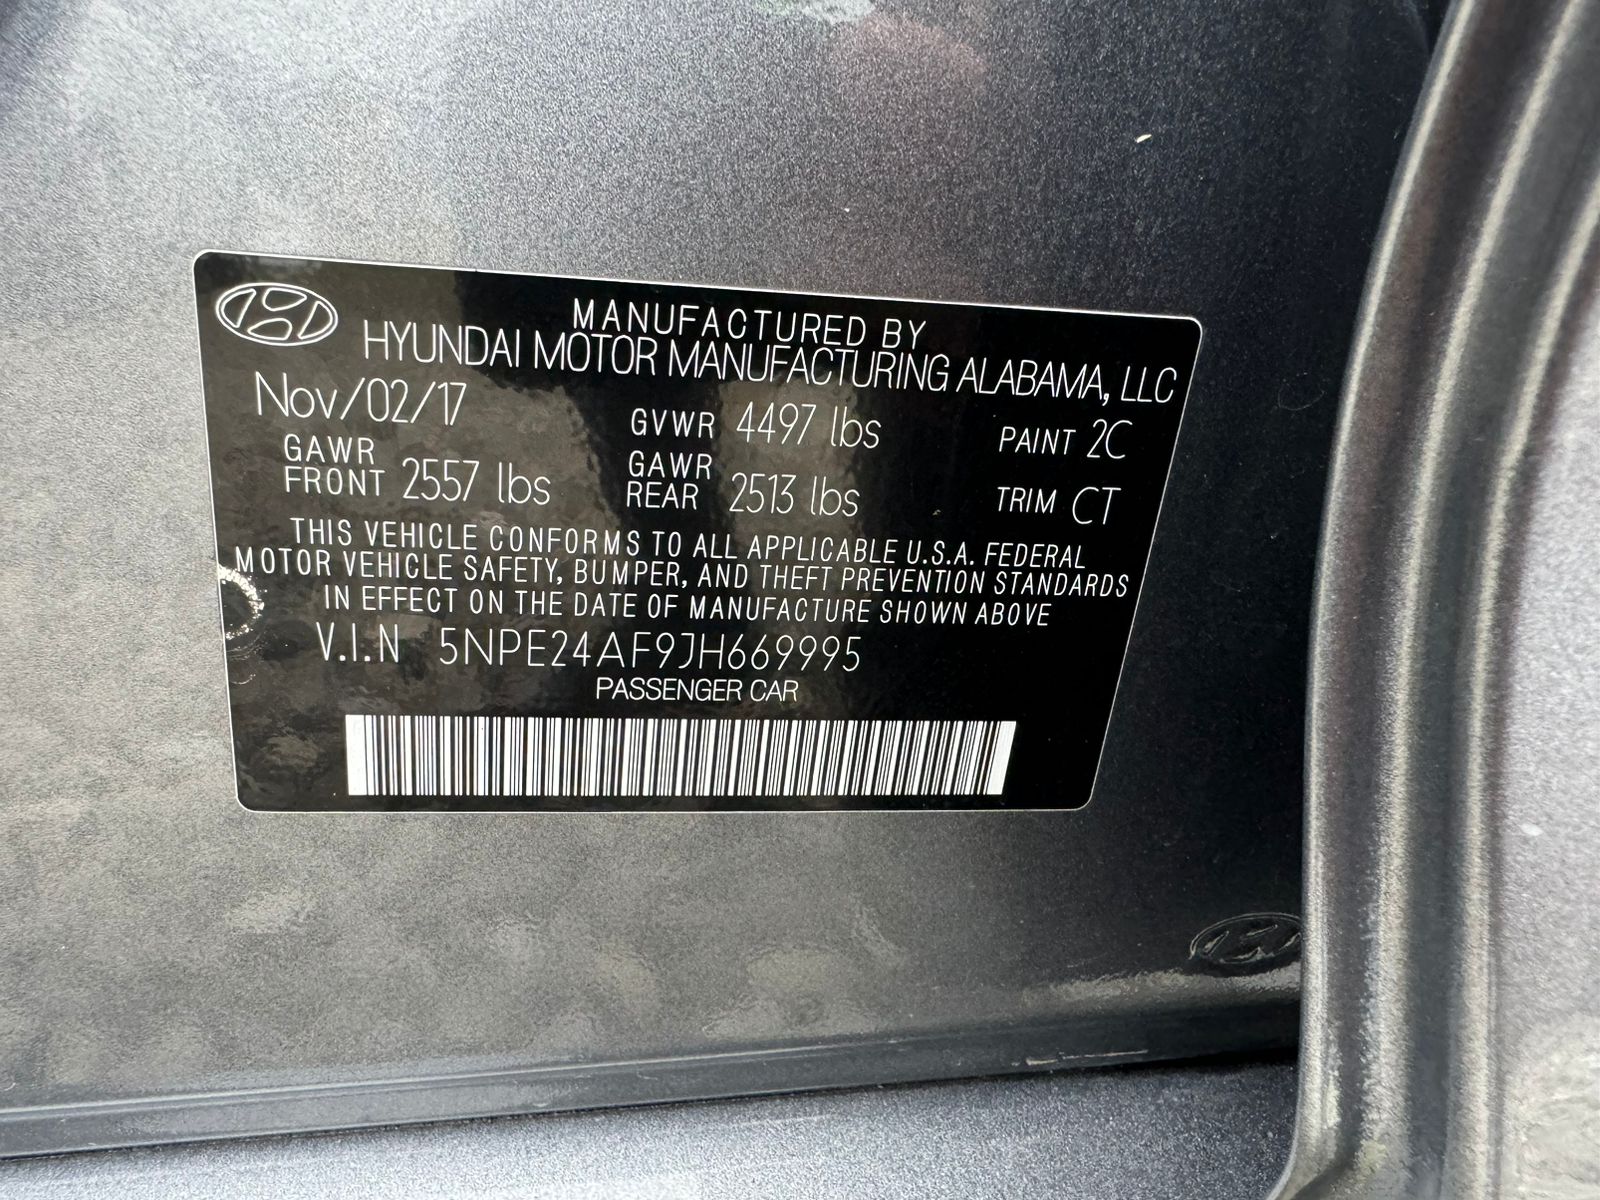 MANUFACTURED BY
HYUNDAI MOTOR MANUFACTURING ALABAMA, LLC
Nov/02/17 GVWR 4497 lbs PAINT 2C
GAWR FRONT 2557 lbs GAWR REAR 2513 lbs TRIM CT
THIS VEHICLE CONFORMS TO ALL APPLICABLE U.S.A. FEDERAL
MOTOR VEHICLE SAFETY, BUMPER, AND THEFT PREVENTION STANDARDS
IN EFFECT ON THE DATE OF MANUFACTURE SHOWN ABOVE
V.I.N 5NPE24AF9JH669995
PASSENGER CAR